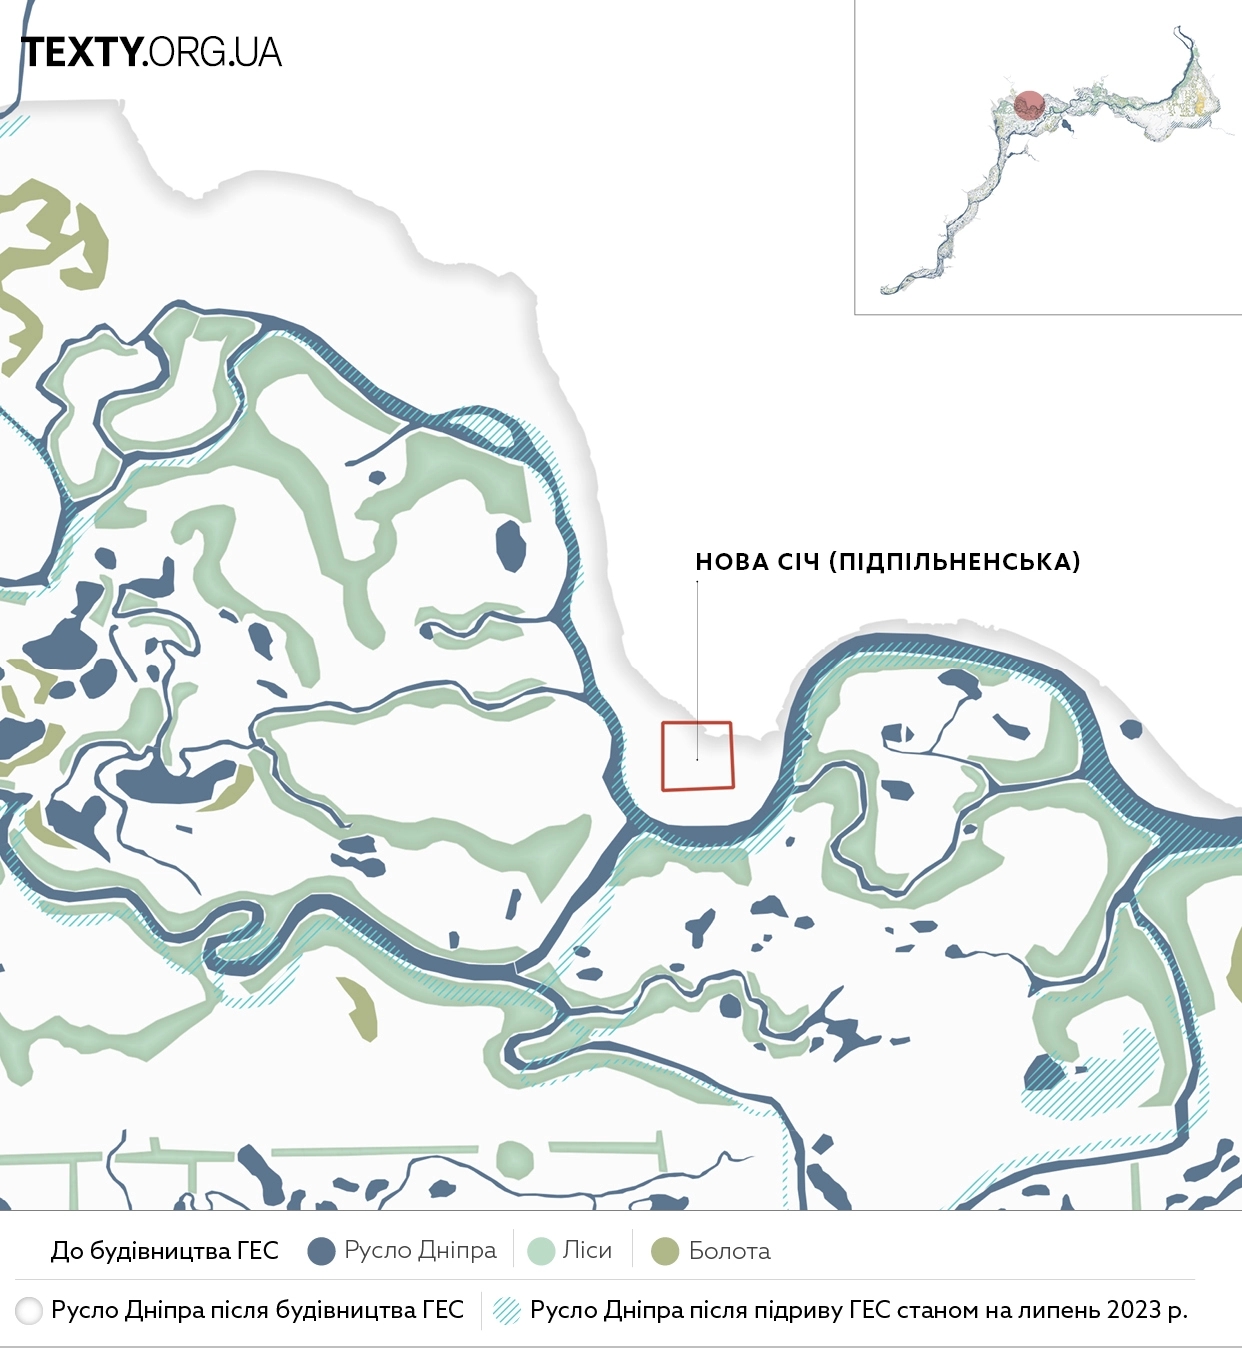 TEXTY.ORG.UA
НОВА СІЧ (ПІДПІЛЬНЕНСЬКА)
До будівництва ГЕС
Русло Дніпра
Ліси
Болота
Русло Дніпра після будівництва ГЕС
Русло Дніпра після підриву ГЕС станом на липень 2023 р.